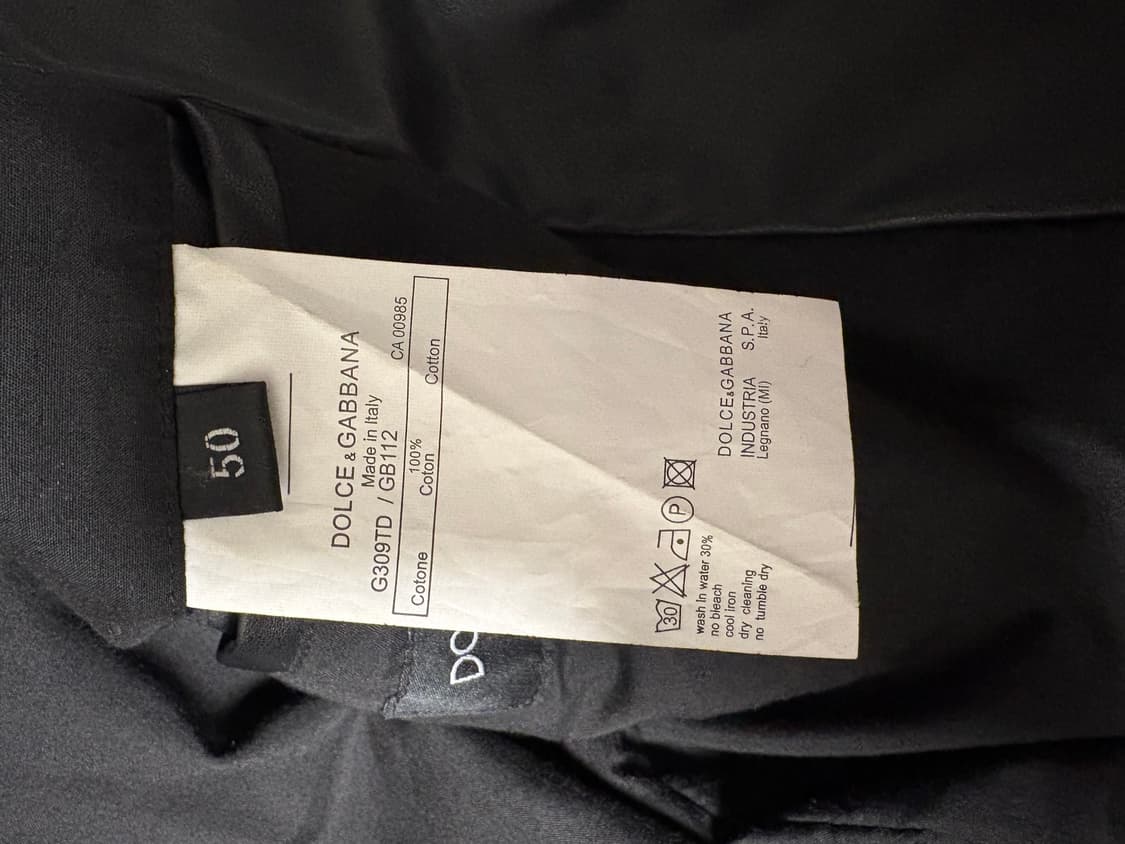 50
DOLCE & GABBANA
Made in Italy
G309TD / GB112 CA 00985
100%
Cotone Coton Cotton
30 P
wash in water 30%
no bleach
cool iron
dry cleaning
no tumble dry
DOLCE&GABBANA
INDUSTRIA S.P.A.
Legnano (MI) Italy
DO